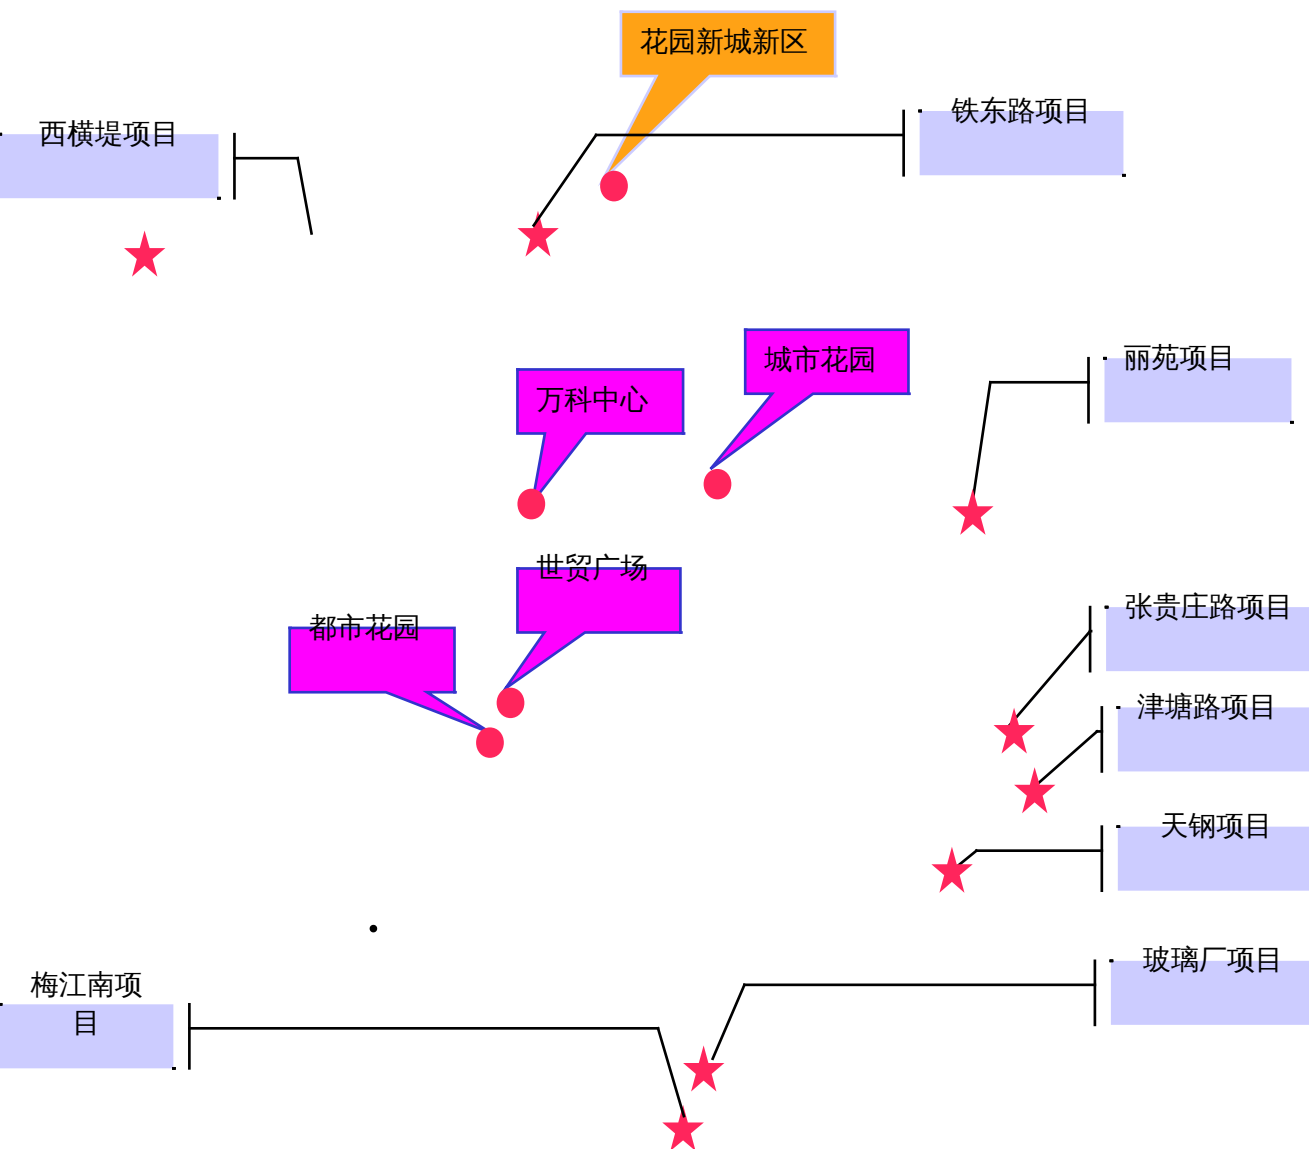 花园新城新区
铁东路项目
西横堤项目
城市花园
丽苑项目
万科中心
世贸广场
张贵庄路项目
都市花园
津塘路项目
天钢项目
玻璃厂项目
梅江南项
目